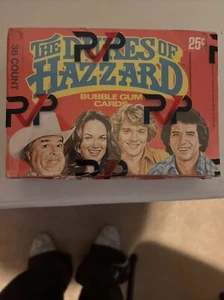 36 COUNT
THE DUKES OF
25¢
HAZZARD
BUBBLE GUM
CARDS